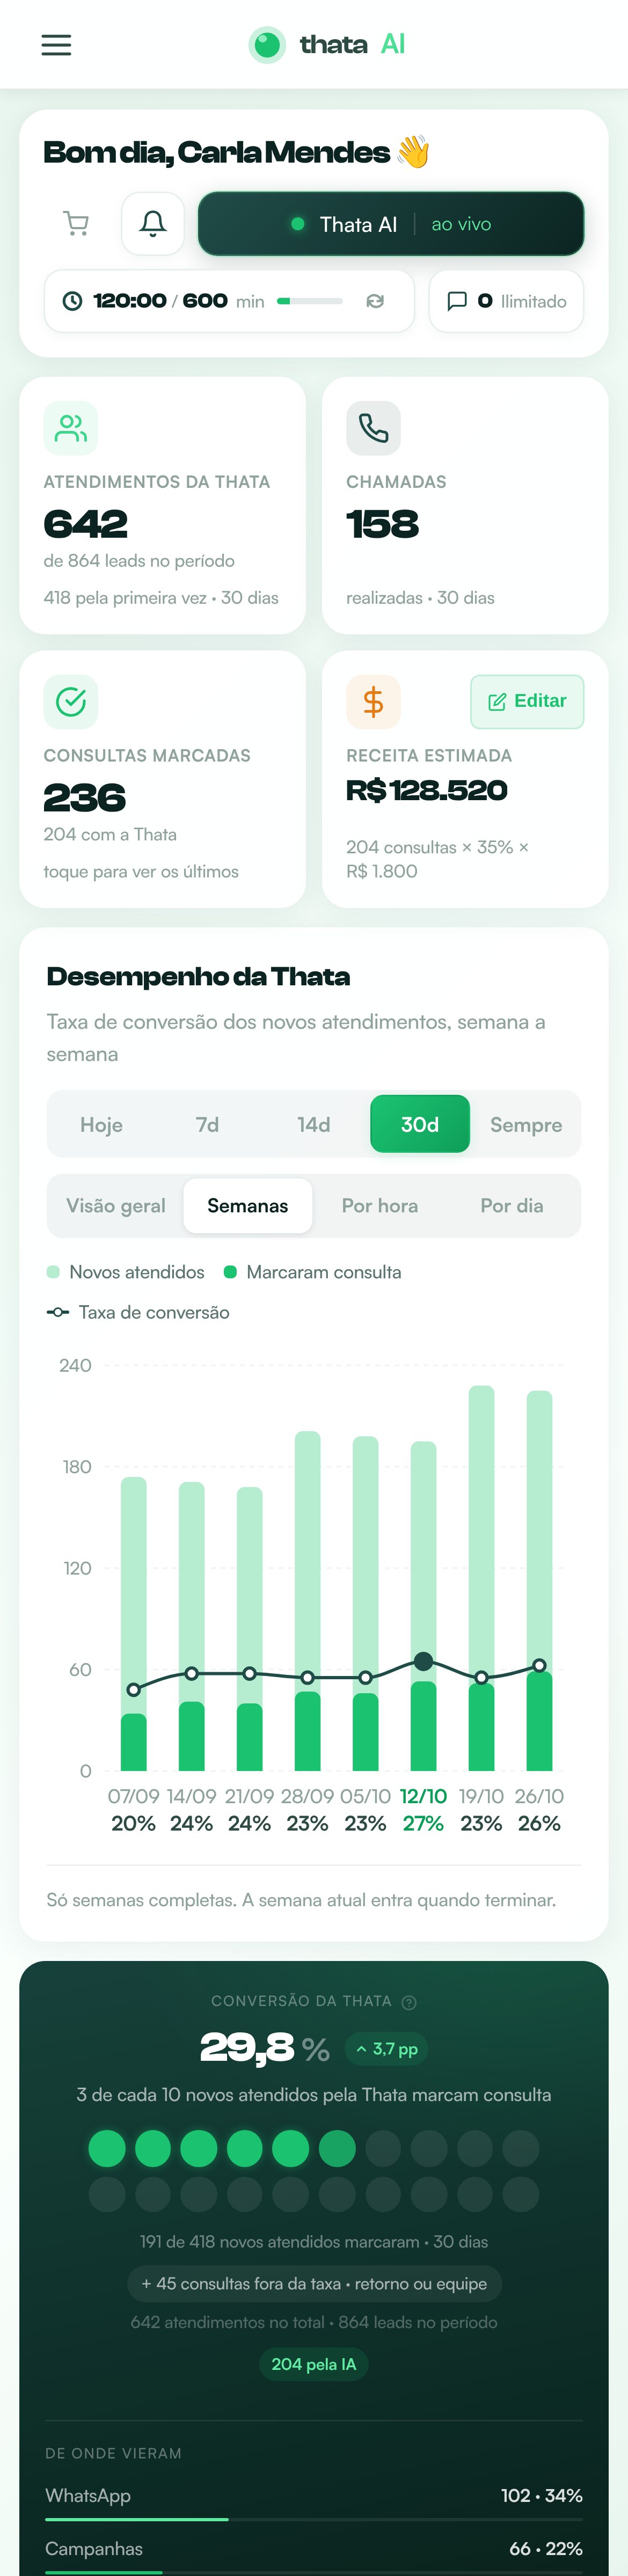 thata AI
Bom dia, Carla Mendes 👋
Thata AI | ao vivo
120:00 / 600 min
0 Ilimitado
ATENDIMENTOS DA THATA
642
de 864 leads no período
418 pela primeira vez · 30 dias
CHAMADAS
158
realizadas · 30 dias
CONSULTAS MARCADAS
236
204 com a Thata
toque para ver os últimos
Editar
RECEITA ESTIMADA
R$ 128.520
204 consultas × 35% ×
R$ 1.800
Desempenho da Thata
Taxa de conversão dos novos atendimentos, semana a
semana
Hoje 7d 14d 30d Sempre
Visão geral Semanas Por hora Por dia
Novos atendidos Marcaram consulta
Taxa de conversão
240
180
120
60
0
07/09 14/09 21/09 28/09 05/10 12/10 19/10 26/10
20% 24% 24% 23% 23% 27% 23% 26%
Só semanas completas. A semana atual entra quando terminar.
CONVERSÃO DA THATA ?
29,8 % 3,7 pp
3 de cada 10 novos atendidos pela Thata marcam consulta
191 de 418 novos atendidos marcaram · 30 dias
+ 45 consultas fora da taxa · retorno ou equipe
642 atendimentos no total · 864 leads no período
204 pela IA
DE ONDE VIERAM
WhatsApp 102 · 34%
Campanhas 66 · 22%